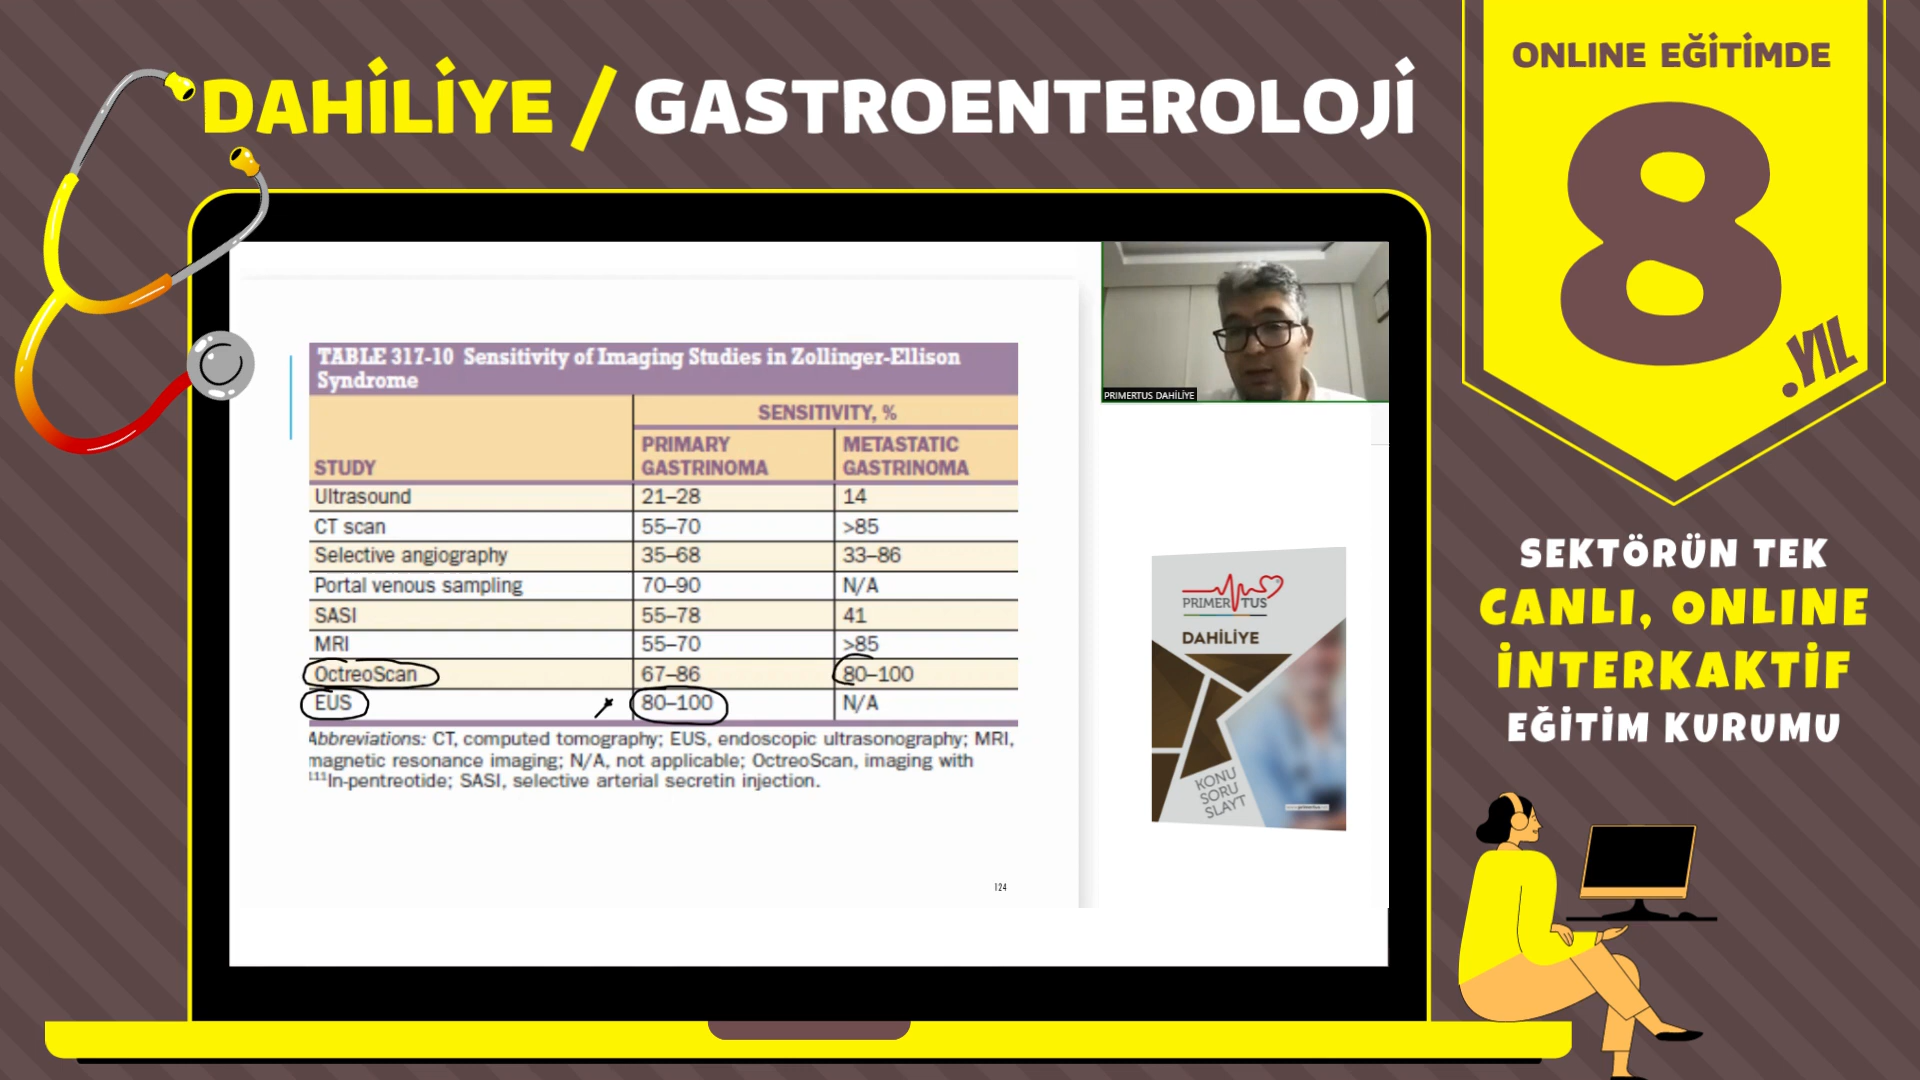 DAHİLİYE / GASTROENTEROLOJİ
ONLINE EĞİTİMDE
8
.YIL
SEKTÖRÜN TEK
CANLI, ONLINE
İNTERKAKTİF
EĞİTİM KURUMU
TABLE 317-10 Sensitivity of Imaging Studies in Zollinger-Ellison
Syndrome
SENSITIVITY, %
STUDY PRIMARY GASTRINOMA METASTATIC GASTRINOMA
Ultrasound 21–28 14
CT scan 55–70 >85
Selective angiography 35–68 33–86
Portal venous sampling 70–90 N/A
SASI 55–78 41
MRI 55–70 >85
OctreoScan 67–86 80–100
EUS 80–100 N/A
Abbreviations: CT, computed tomography; EUS, endoscopic ultrasonography; MRI,
magnetic resonance imaging; N/A, not applicable; OctreoScan, imaging with
¹¹¹In-pentreotide; SASI, selective arterial secretin injection.
124
PRIMERTUS DAHİLİYE
PRIMER TUS
DAHİLİYE
KONU
SORU
SLAYT